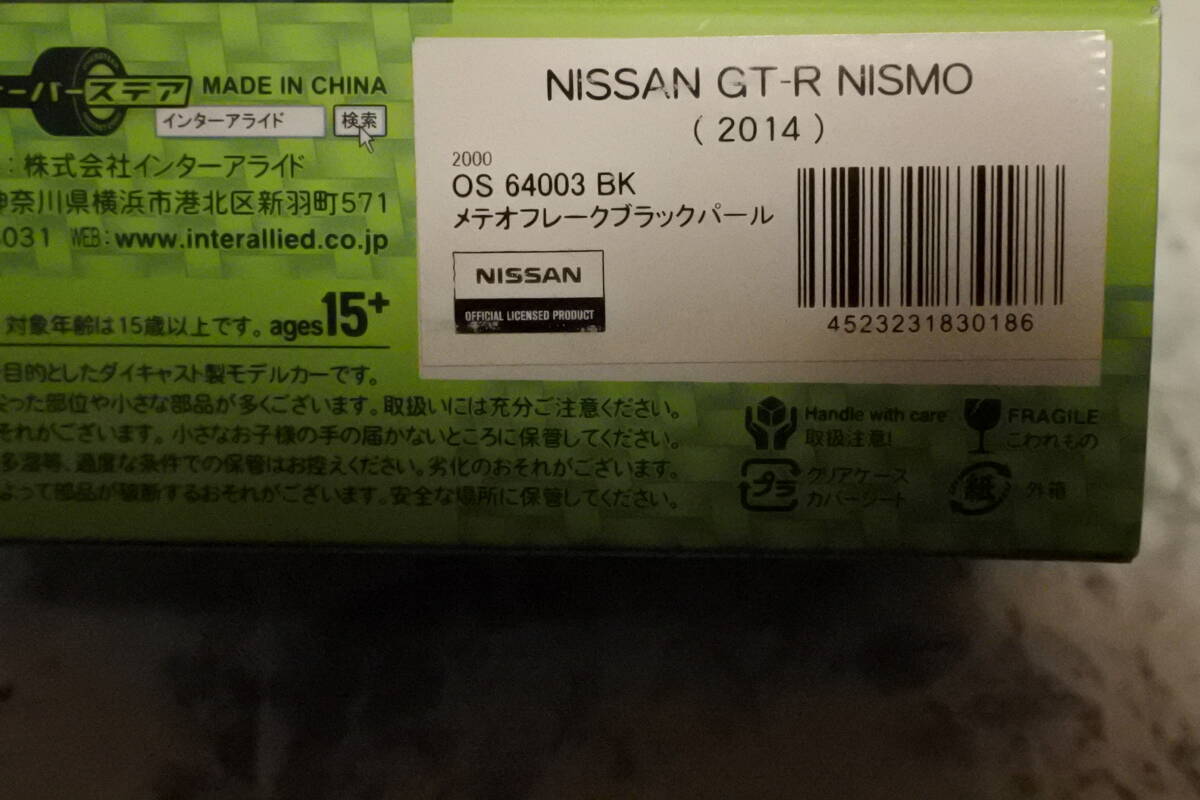 ーバーステア MADE IN CHINA
インターアライド 検索
：株式会社インターアライド
神奈川県横浜市港北区新羽町571
031 WEB：www.interallied.co.jp
対象年齢は15歳以上です。ages15+
目的としたダイキャスト製モデルカーです。
った部位や小さな部品が多くございます。取扱いには充分ご注意ください。
それがございます。小さなお子様の手の届かないところに保管してください。
多湿等、過度な条件での保管はお控えください。劣化のおそれがございます。
よって部品が破断するおそれがございます。安全な場所に保管してください。
NISSAN GT-R NISMO
( 2014 )
2000
OS 64003 BK
メテオフレークブラックパール
NISSAN
OFFICIAL LICENSED PRODUCT
4523231830186
Handle with care
取扱注意!
FRAGILE
こわれもの
プラ
クリアケース
カバーシート
紙
外箱